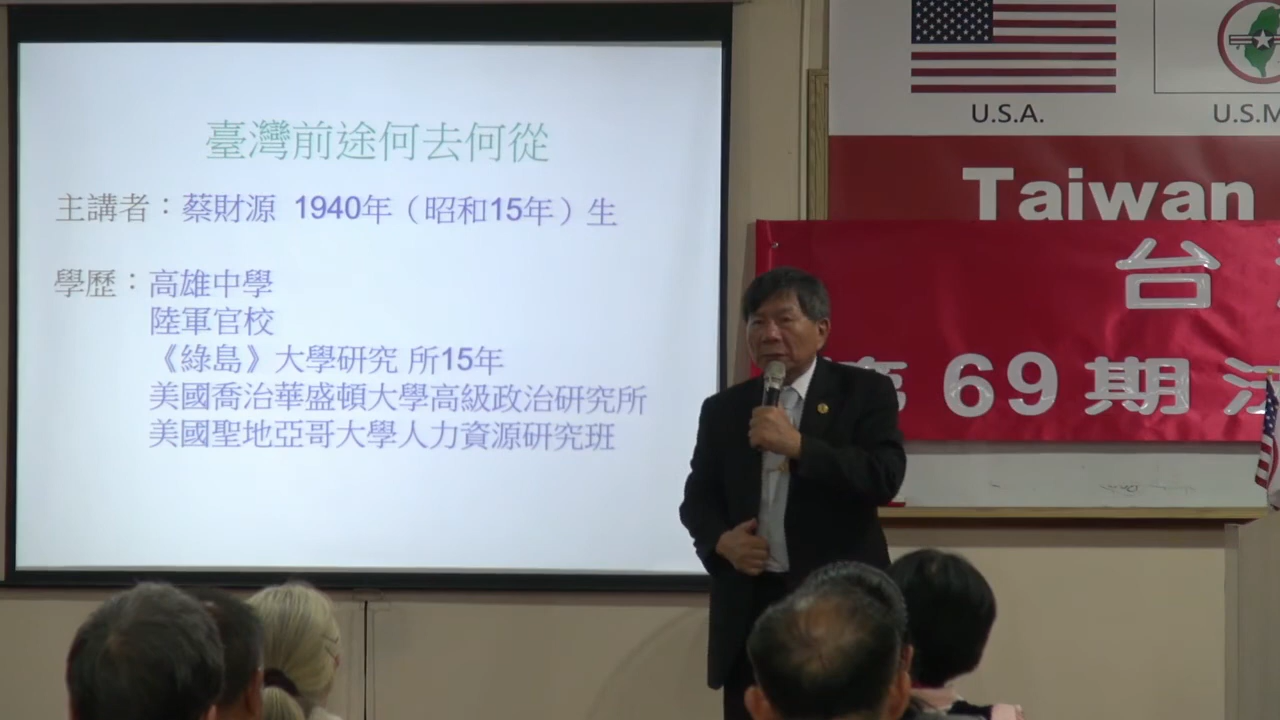 臺灣前途何去何從
主講者：蔡財源 1940年（昭和15年）生
學歷：高雄中學
陸軍官校
《綠島》大學研究 所15年
美國喬治華盛頓大學高級政治研究所
美國聖地亞哥大學人力資源研究班
U.S.A.
U.S.M
Taiwan
台
69期